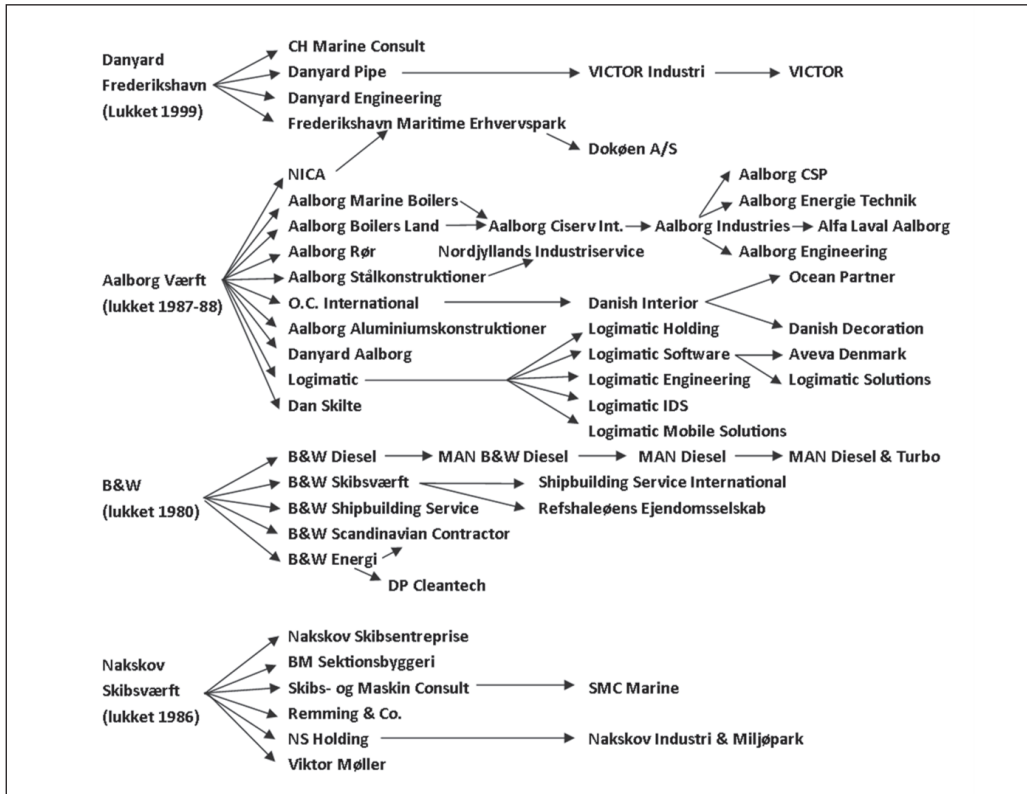 Danyard
Frederikshavn
(Lukket 1999)
CH Marine Consult
Danyard Pipe
VICTOR Industri
VICTOR
Danyard Engineering
Frederikshavn Maritime Erhvervspark
Dokøen A/S
Aalborg Værft
(lukket 1987-88)
NICA
Aalborg CSP
Aalborg Marine Boilers
Aalborg Energie Technik
Aalborg Boilers Land
Aalborg Ciserv Int.
Aalborg Industries
Alfa Laval Aalborg
Aalborg Rør
Nordjyllands Industriservice
Aalborg Engineering
Aalborg Stålkonstruktioner
Ocean Partner
O.C. International
Danish Interior
Aalborg Aluminiumskonstruktioner
Logimatic Holding
Danish Decoration
Danyard Aalborg
Logimatic Software
Aveva Denmark
Logimatic
Logimatic Engineering
Logimatic Solutions
Dan Skilte
Logimatic IDS
Logimatic Mobile Solutions
B&W
(lukket 1980)
B&W Diesel
MAN B&W Diesel
MAN Diesel
MAN Diesel & Turbo
B&W Skibsværft
Shipbuilding Service International
B&W Shipbuilding Service
Refshaleøens Ejendomsselskab
B&W Scandinavian Contractor
B&W Energi
DP Cleantech
Nakskov
Skibsværft
(lukket 1986)
Nakskov Skibsentreprise
BM Sektionsbyggeri
Skibs- og Maskin Consult
SMC Marine
Remming & Co.
NS Holding
Nakskov Industri & Miljøpark
Viktor Møller